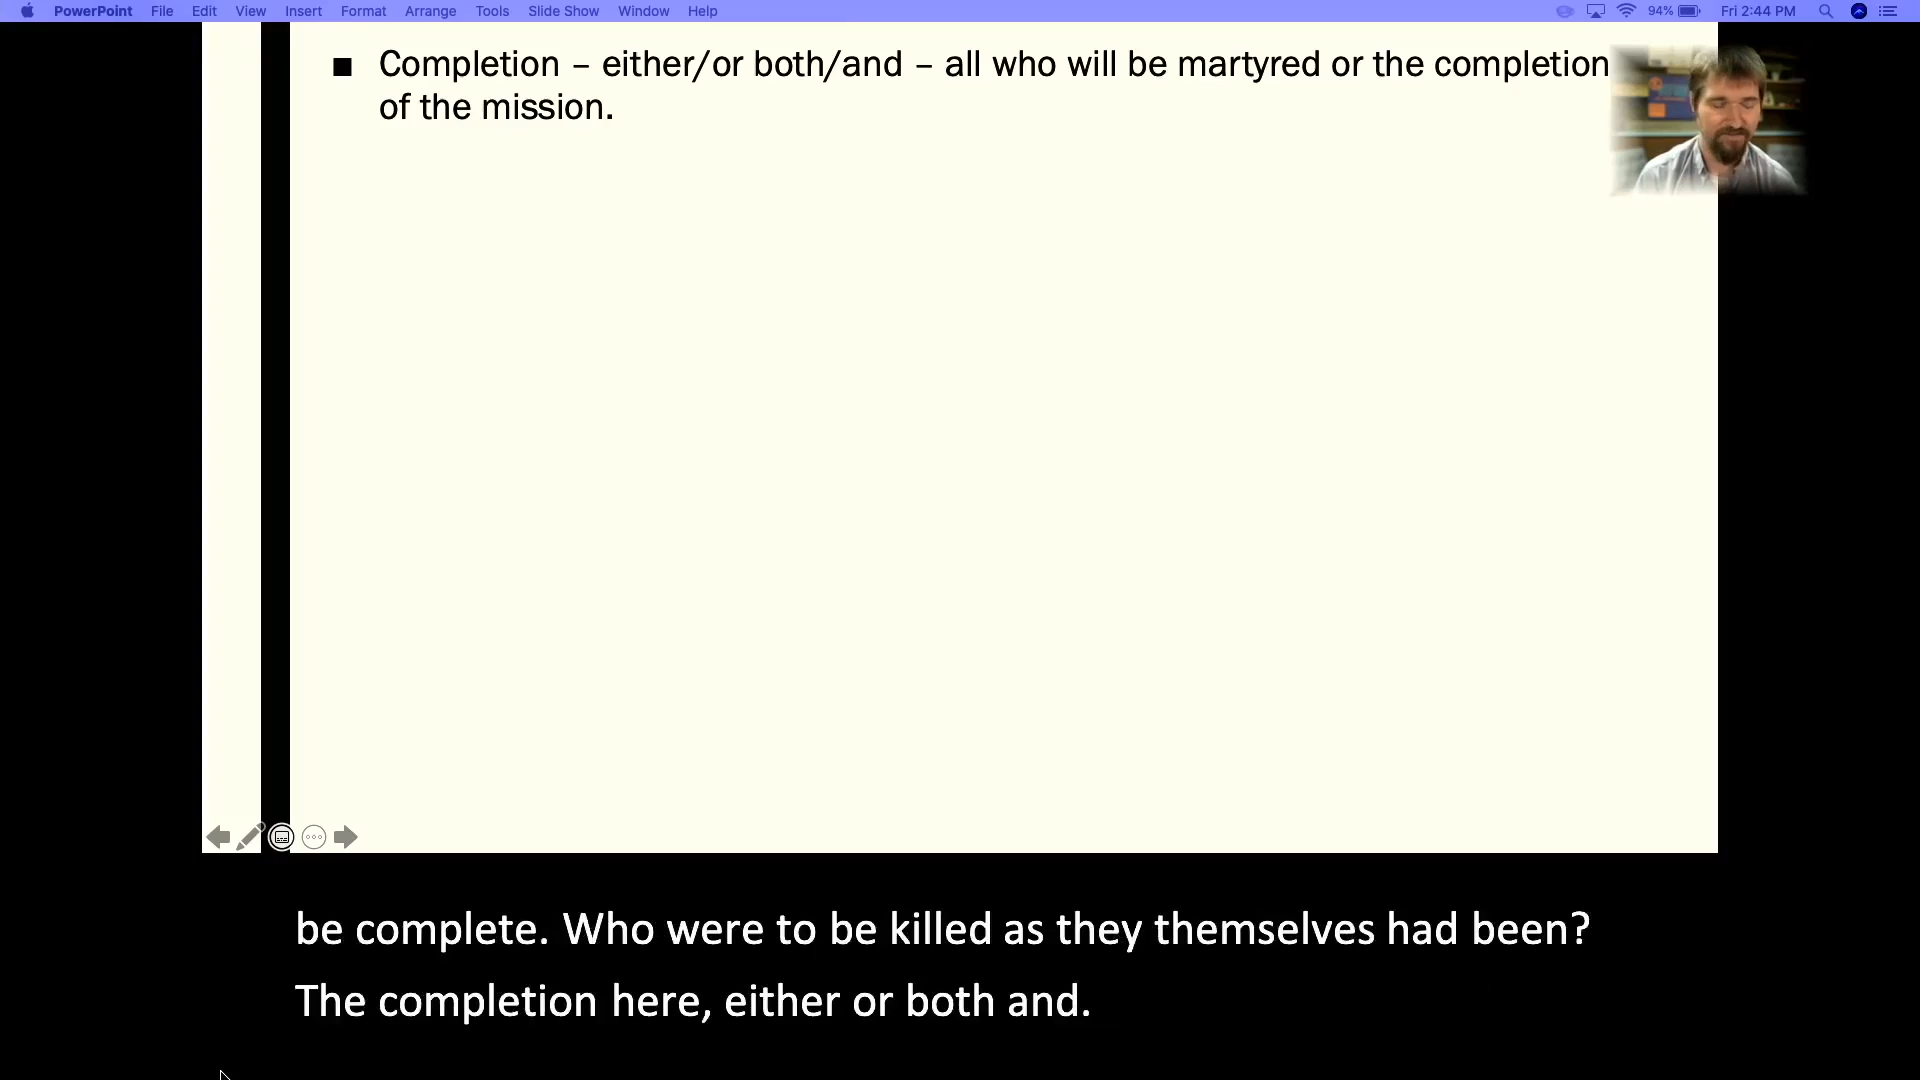 PowerPoint File Edit View Insert Format Arrange Tools Slide Show Window Help 94% Fri 2:44 PM
■ Completion – either/or both/and – all who will be martyred or the completion
of the mission.
be complete. Who were to be killed as they themselves had been?
The completion here, either or both and.